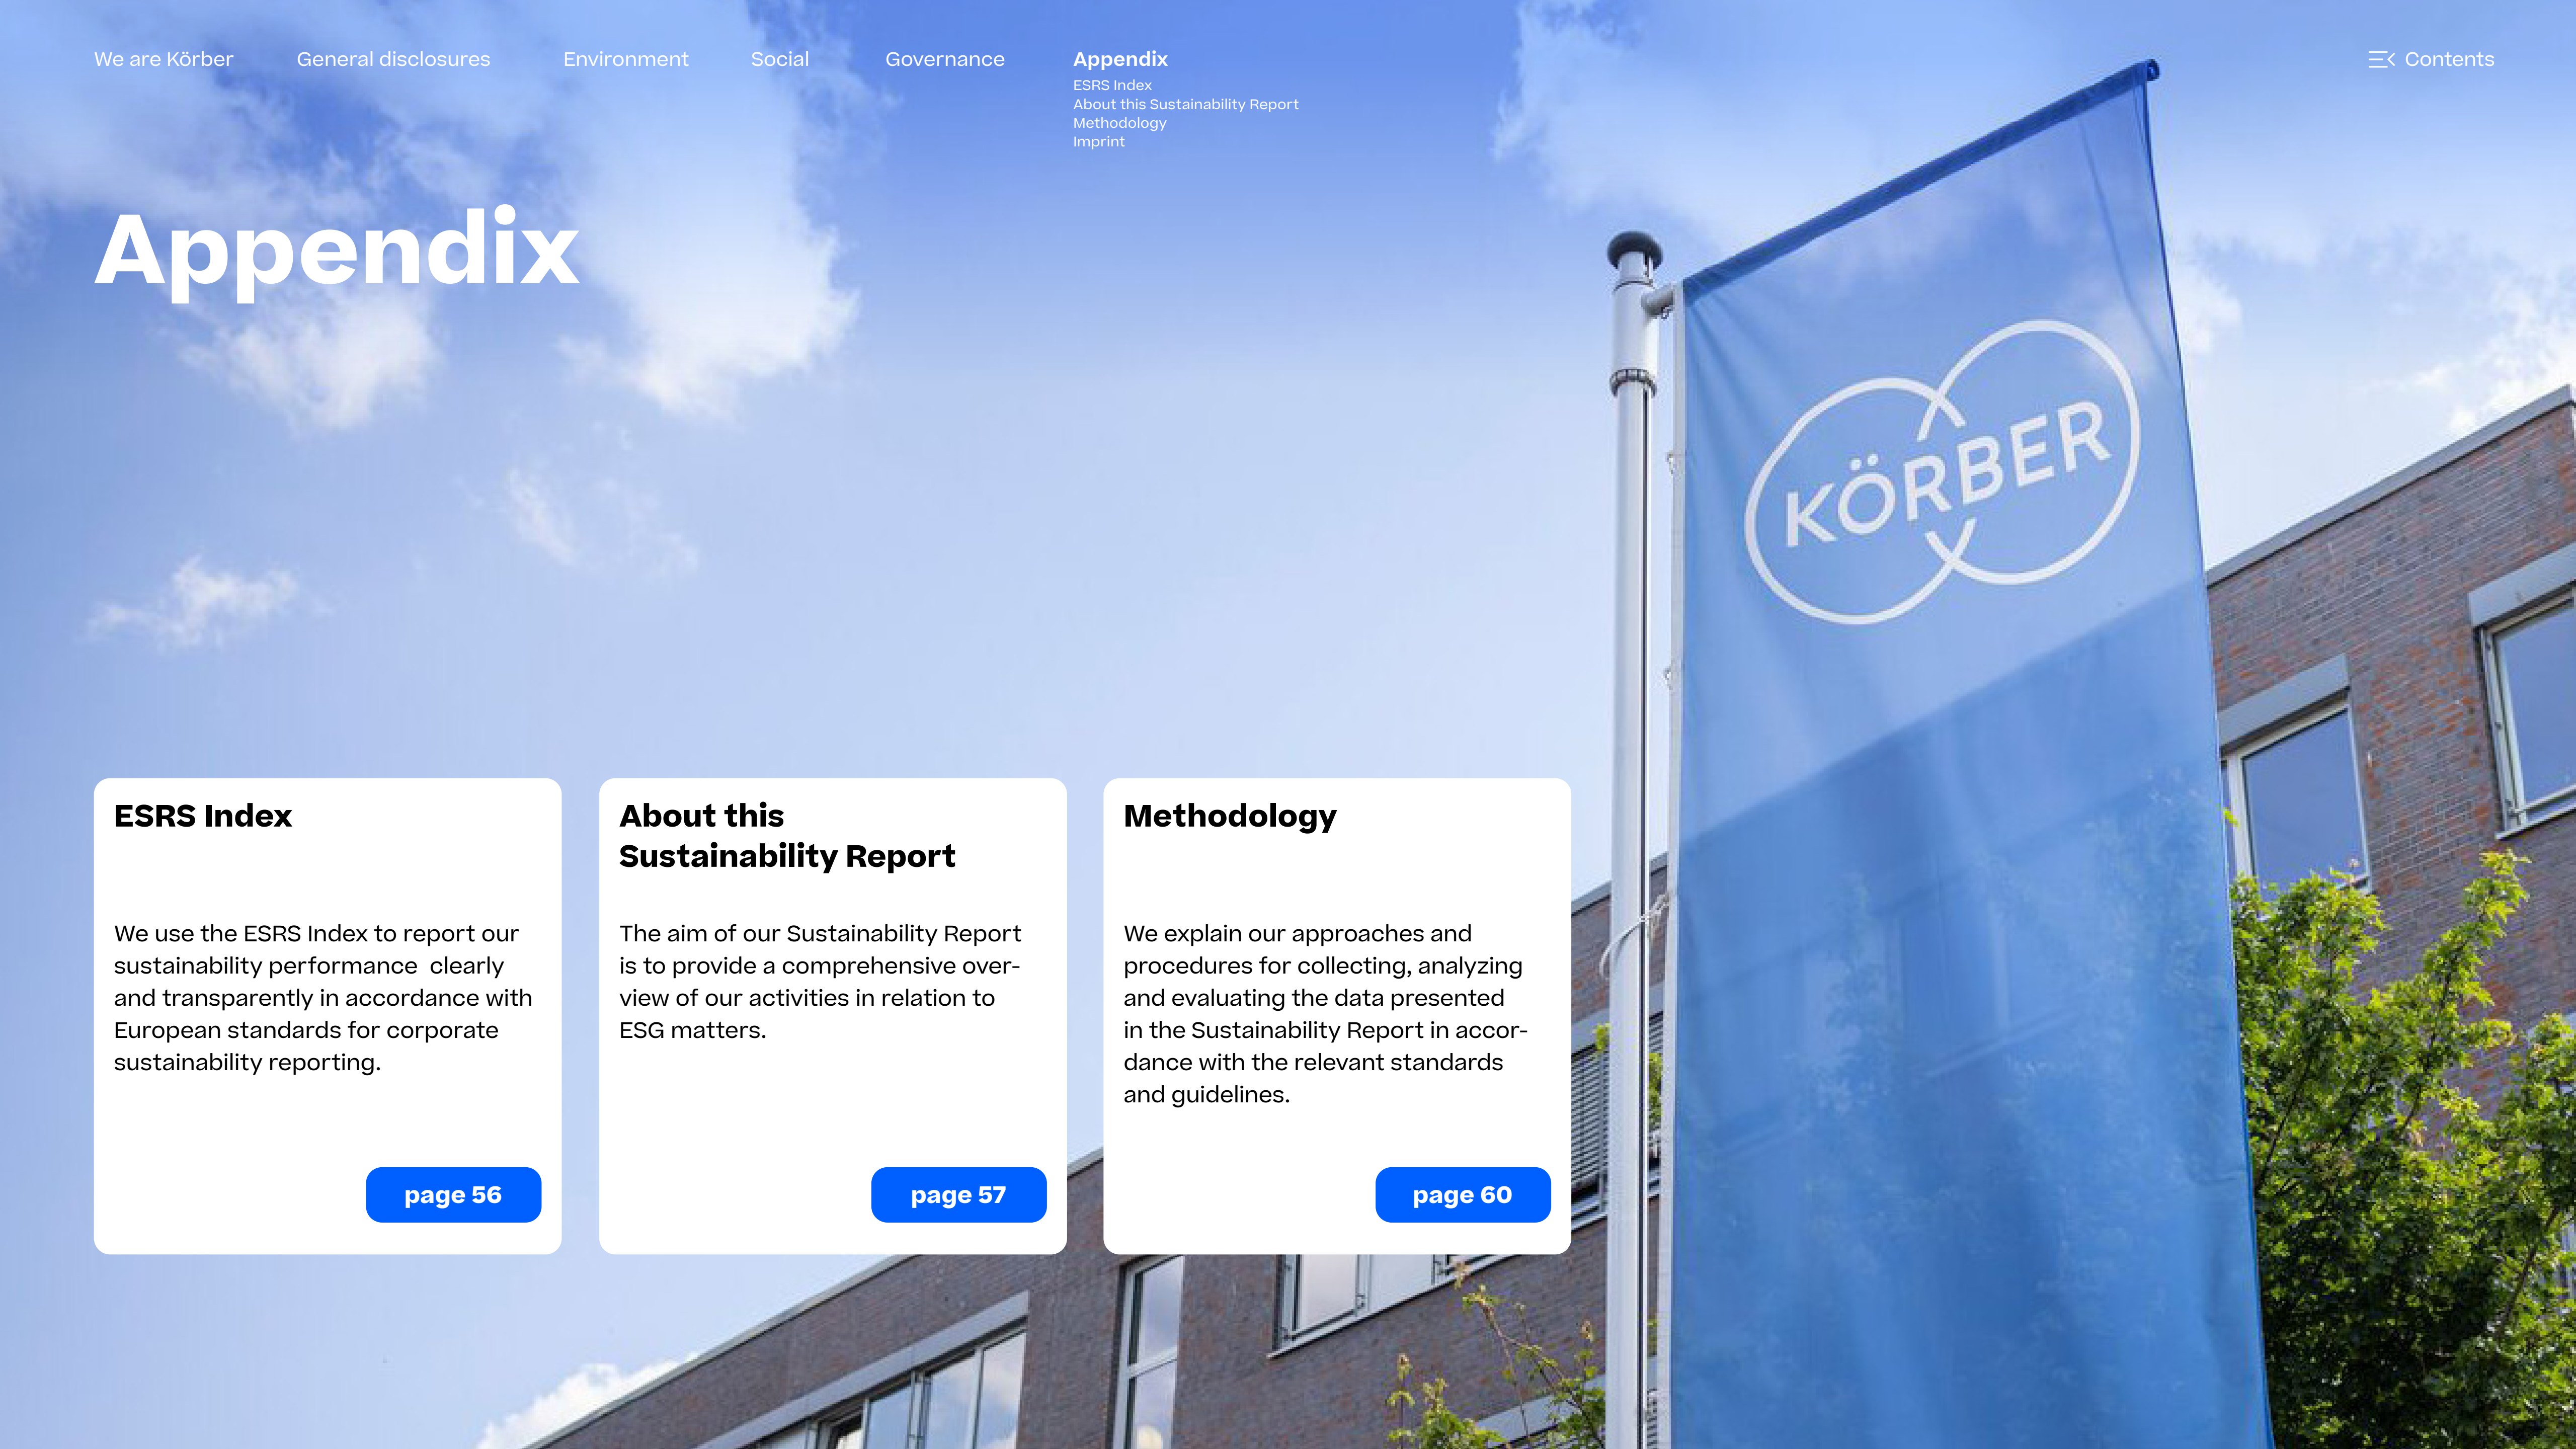 We are Körber
General disclosures
Environment
Social
Governance
Appendix
ESRS Index
About this Sustainability Report
Methodology
Imprint
Contents
Appendix
KÖRBER
ESRS Index
We use the ESRS Index to report our
sustainability performance  clearly
and transparently in accordance with
European standards for corporate
sustainability reporting.
page 56
About this
Sustainability Report
The aim of our Sustainability Report
is to provide a comprehensive over-
view of our activities in relation to
ESG matters.
page 57
Methodology
We explain our approaches and
procedures for collecting, analyzing
and evaluating the data presented
in the Sustainability Report in accor-
dance with the relevant standards
and guidelines.
page 60